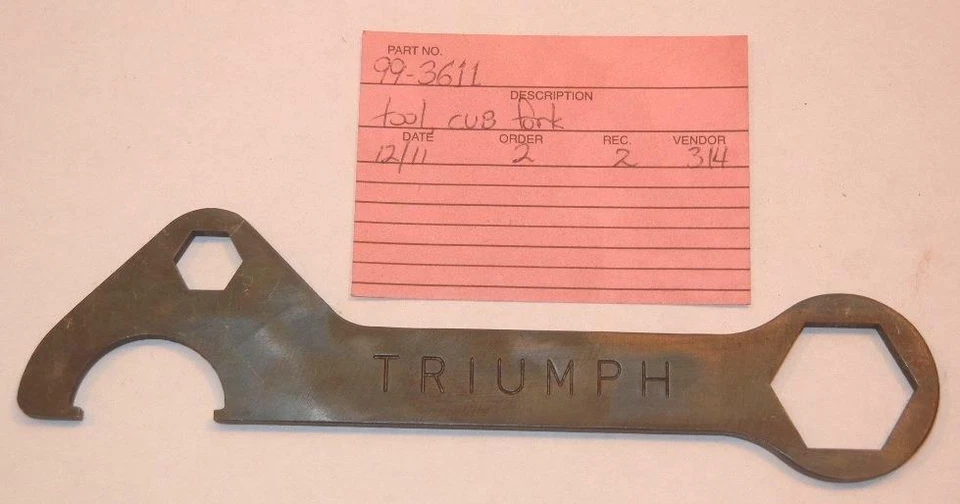 PART NO.
99-3611
DESCRIPTION
tool, CUB fork
DATE ORDER REC. VENDOR
12/11 2 2 314
TRIUMPH